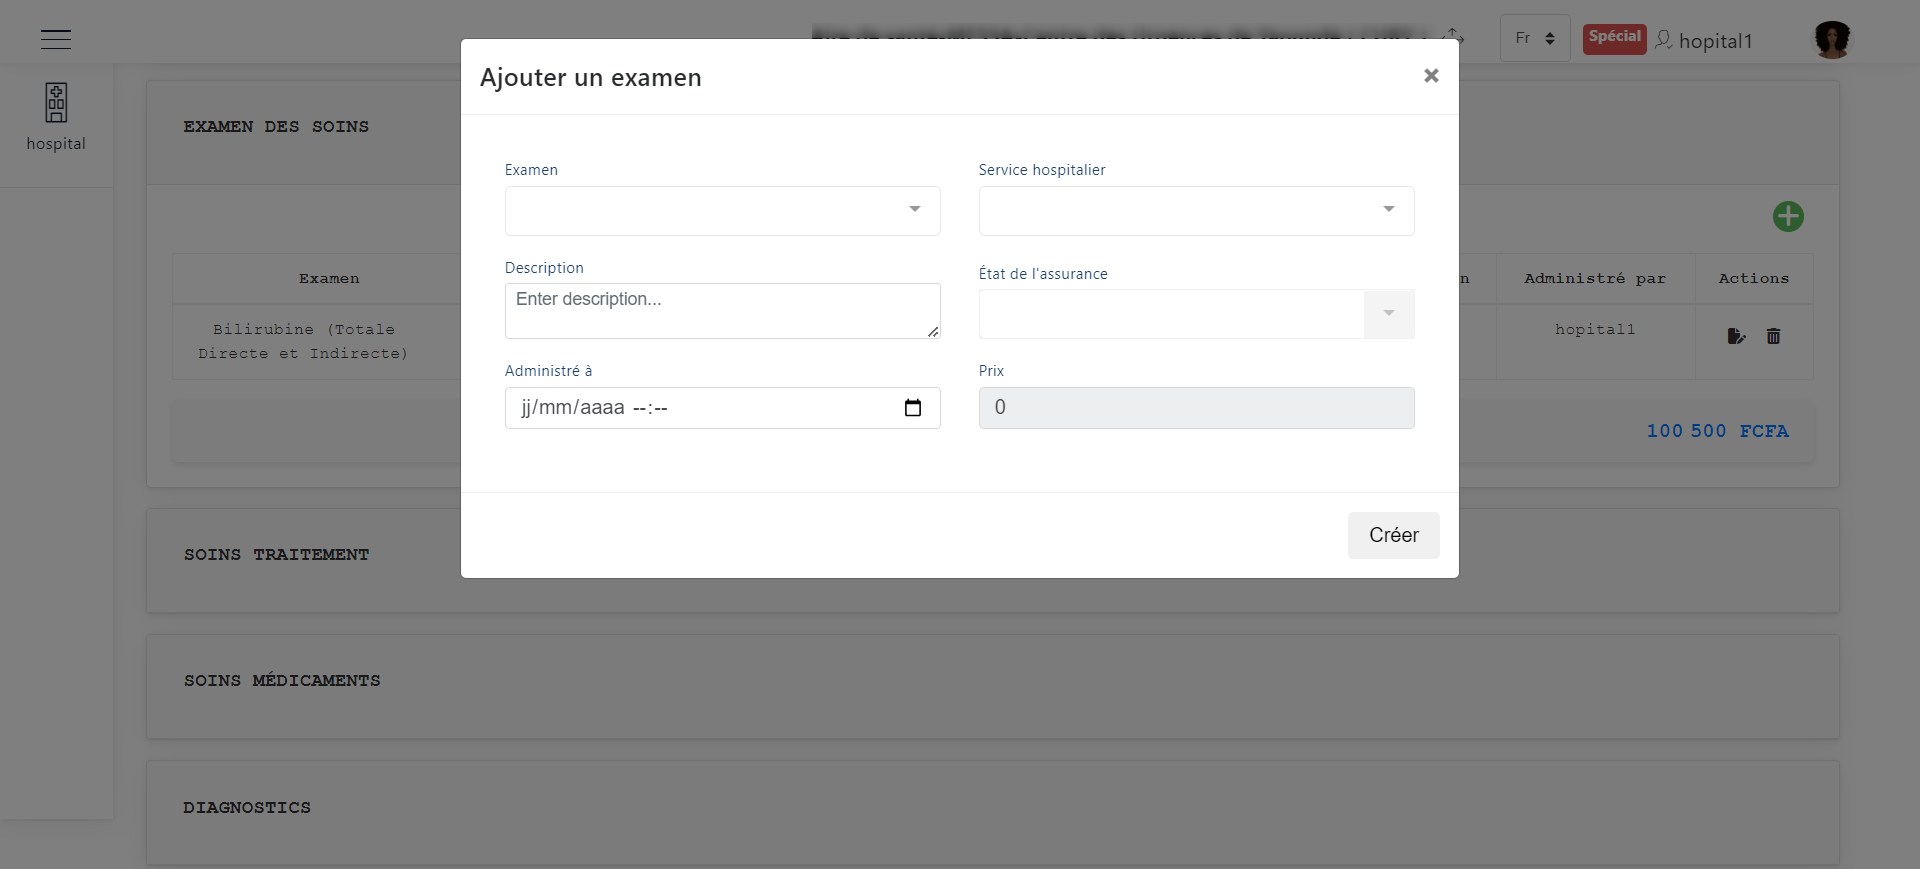 Fr
Spécial
hopital1
hospital
Ajouter un examen
×
EXAMEN DES SOINS
Examen
Service hospitalier
Description
Enter description...
État de l'assurance
Administré à
jj/mm/aaaa --:--
Prix
0
Créer
Examen
n
Administré par
Actions
Bilirubine (Totale
Directe et Indirecte)
hopital1
100 500 FCFA
SOINS TRAITEMENT
SOINS MÉDICAMENTS
DIAGNOSTICS